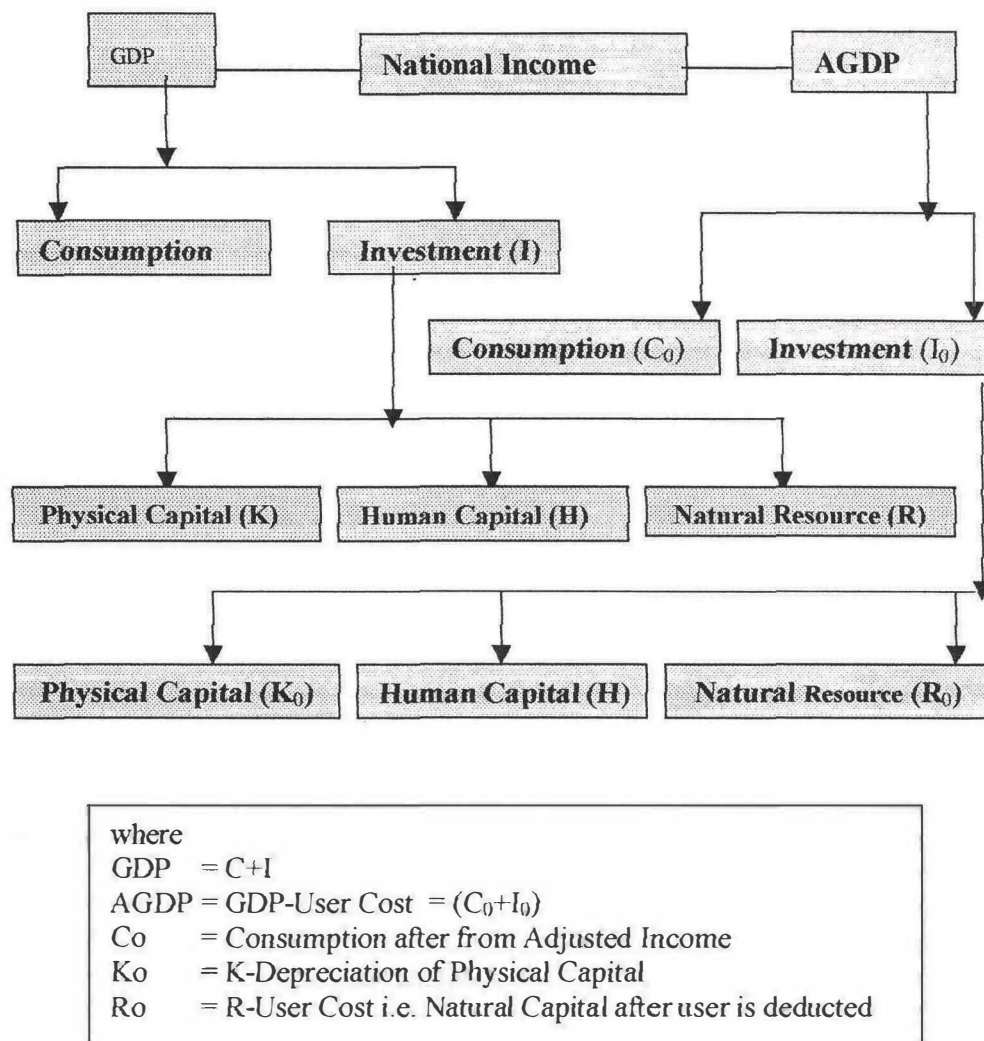 GDP
National Income
AGDP
Consumption
Investment (I)
Consumption (C₀)
Investment (I₀)
Physical Capital (K)
Human Capital (H)
Natural Resource (R)
Physical Capital (K₀)
Human Capital (H)
Natural Resource (R₀)
where
GDP = C+I
AGDP = GDP-User Cost = (C₀+I₀)
Co = Consumption after from Adjusted Income
Ko = K-Depreciation of Physical Capital
Ro = R-User Cost i.e. Natural Capital after user is deducted